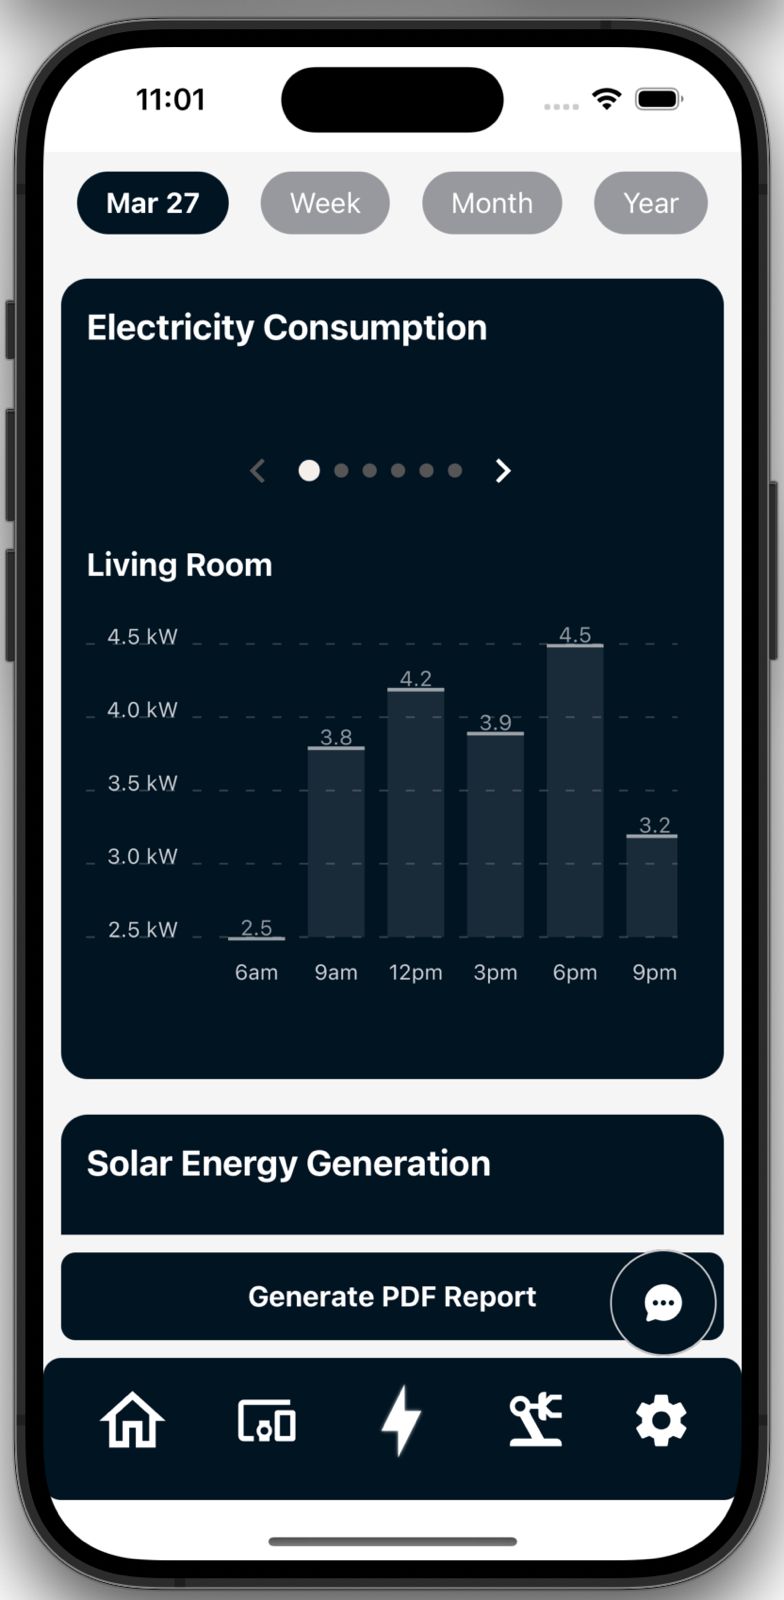 11:01
Mar 27 Week Month Year
Electricity Consumption
Living Room
4.5 kW 4.5
4.0 kW 4.2
3.5 kW 3.8 3.9
3.0 kW 3.2
2.5 kW 2.5
6am 9am 12pm 3pm 6pm 9pm
Solar Energy Generation
Generate PDF Report